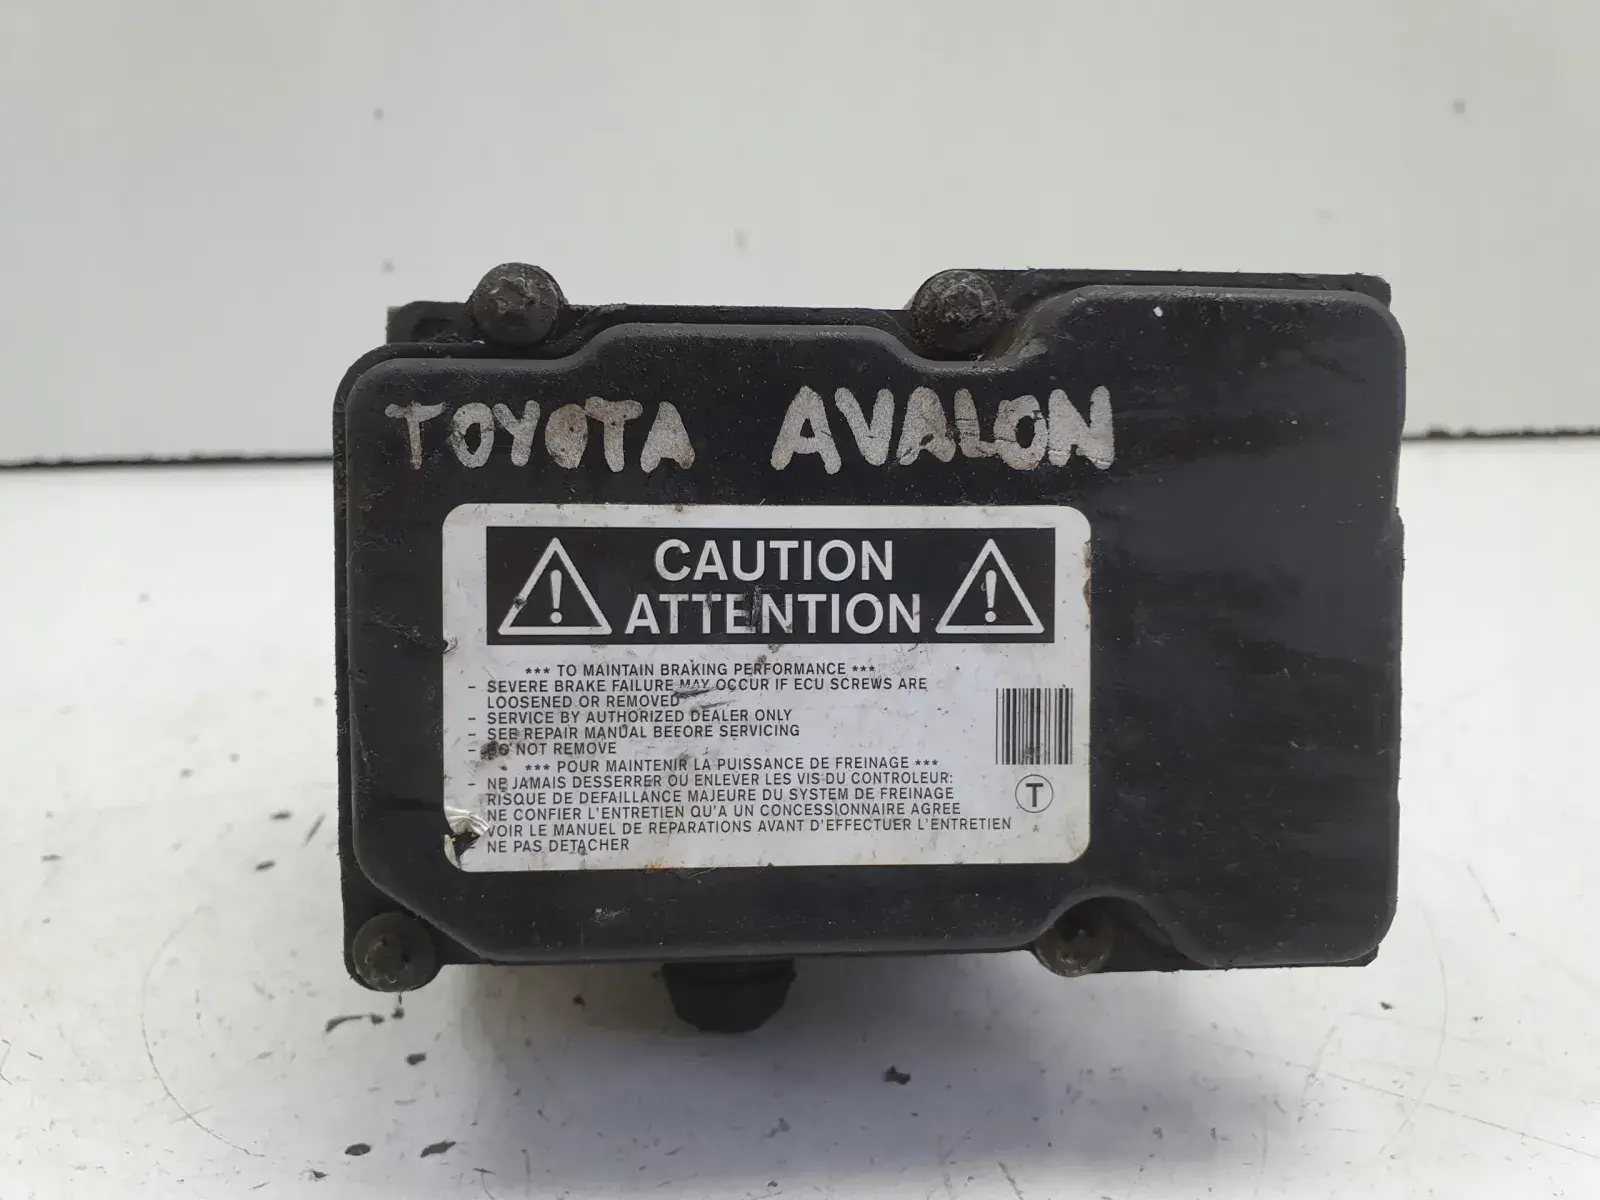 TOYOTA AVALON
CAUTION
ATTENTION
*** TO MAINTAIN BRAKING PERFORMANCE ***
- SEVERE BRAKE FAILURE MAY OCCUR IF ECU SCREWS ARE
LOOSENED OR REMOVED
- SERVICE BY AUTHORIZED DEALER ONLY
- SEE REPAIR MANUAL BEFORE SERVICING
- DO NOT REMOVE
*** POUR MAINTENIR LA PUISSANCE DE FREINAGE ***
- NE JAMAIS DESSERRER OU ENLEVER LES VIS DU CONTROLEUR:
RISQUE DE DEFAILLANCE MAJEURE DU SYSTEM DE FREINAGE
NE CONFIER L'ENTRETIEN QU'A UN CONCESSIONNAIRE AGREE
VOIR LE MANUEL DE REPARATIONS AVANT D'EFFECTUER L'ENTRETIEN
- NE PAS DETACHER
T